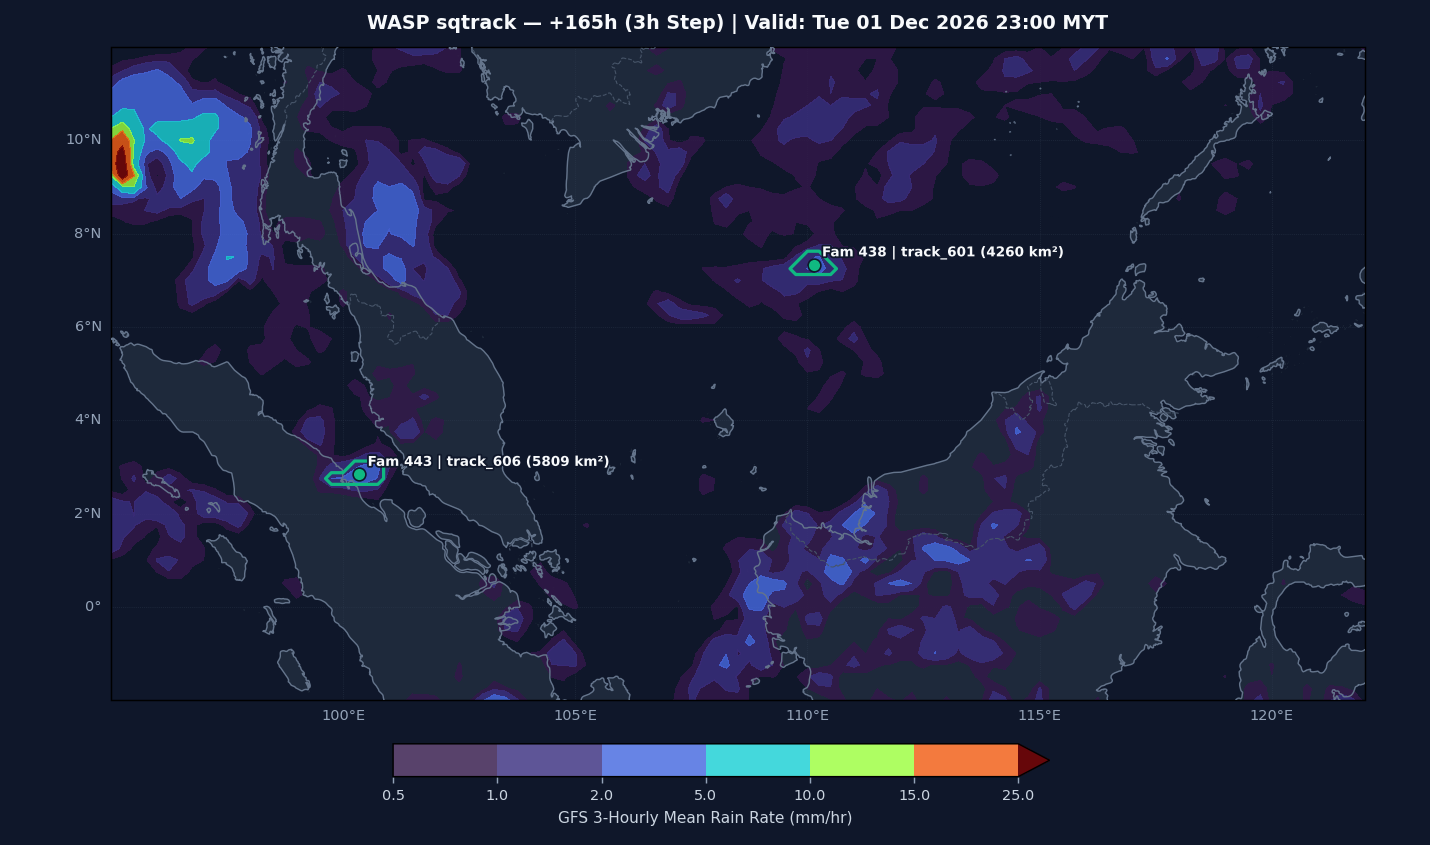 WASP sqtrack — +165h (3h Step) | Valid: Tue 01 Dec 2026 23:00 MYT
10°N
8°N
Fam 438 | track_601 (4260 km²)
6°N
4°N
Fam 443 | track_606 (5809 km²)
2°N
0°
100°E 105°E 110°E 115°E 120°E
0.5 1.0 2.0 5.0 10.0 15.0 25.0
GFS 3-Hourly Mean Rain Rate (mm/hr)